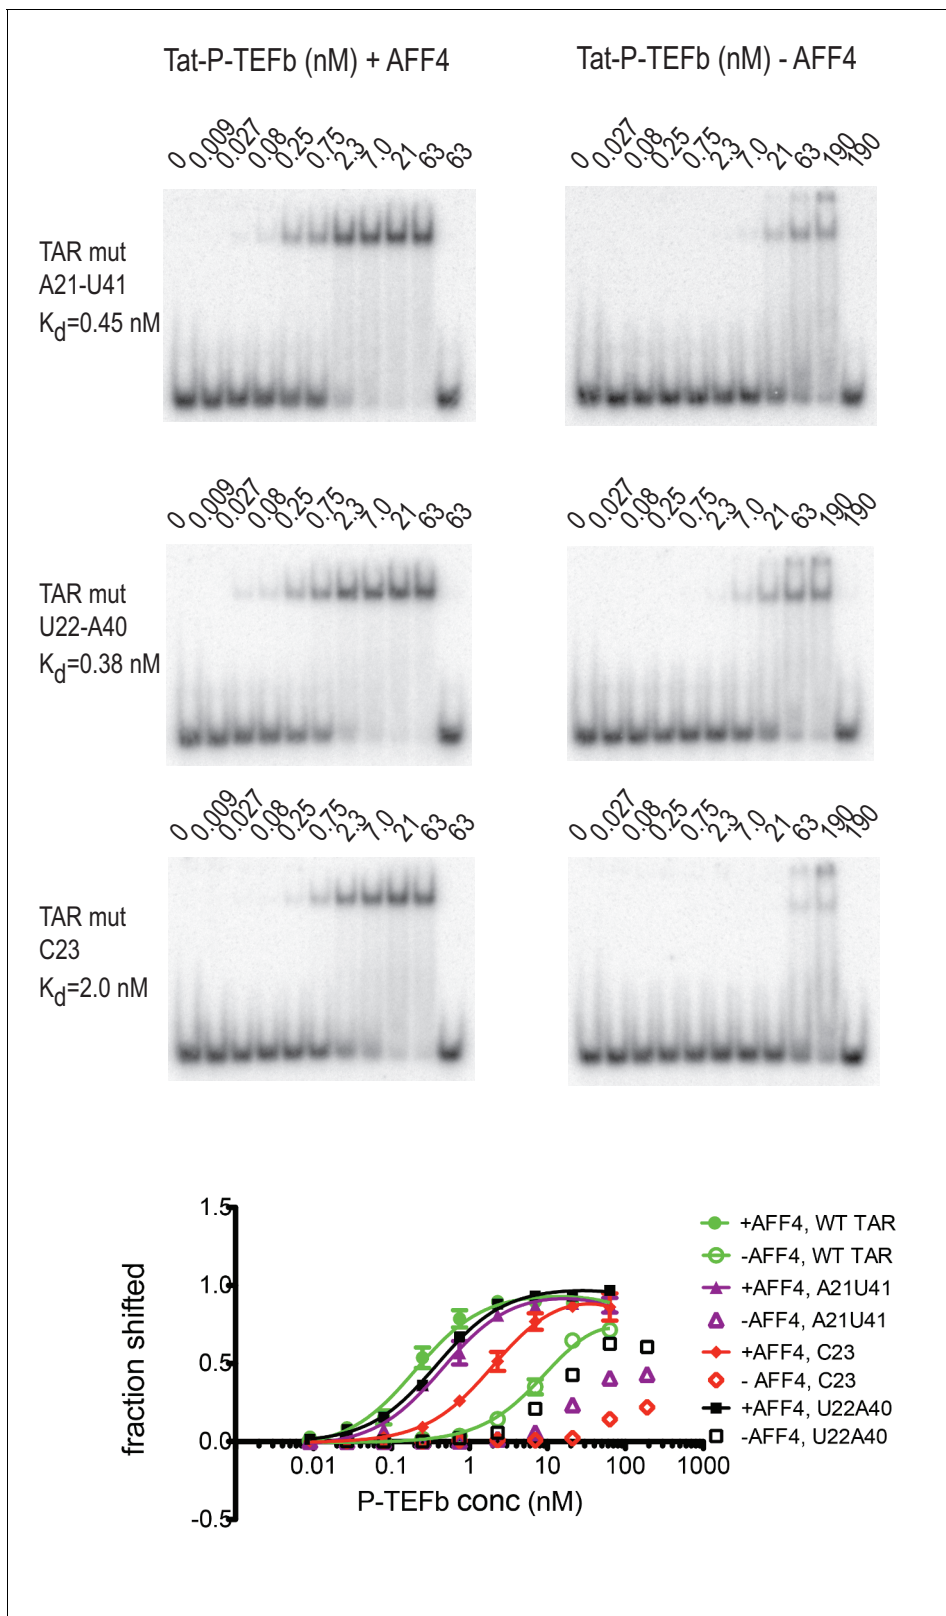 Tat-P-TEFb (nM) + AFF4
Tat-P-TEFb (nM) - AFF4
0 0.009 0.027 0.08 0.25 0.75 2.3 7.0 21 63 63
0 0.027 0.08 0.25 0.75 2.3 7.0 21 63 190 190
TAR mut
A21-U41
Kd=0.45 nM
0 0.009 0.027 0.08 0.25 0.75 2.3 7.0 21 63 63
0 0.027 0.08 0.25 0.75 2.3 7.0 21 63 190 190
TAR mut
U22-A40
Kd=0.38 nM
0 0.009 0.027 0.08 0.25 0.75 2.3 7.0 21 63 63
0 0.027 0.08 0.25 0.75 2.3 7.0 21 63 190 190
TAR mut
C23
Kd=2.0 nM
1.5
1.0
0.5
0.0
-0.5
fraction shifted
0.01 0.1 1 10 100 1000
P-TEFb conc (nM)
+AFF4, WT TAR
-AFF4, WT TAR
+AFF4, A21U41
-AFF4, A21U41
+AFF4, C23
- AFF4, C23
+AFF4, U22A40
-AFF4, U22A40